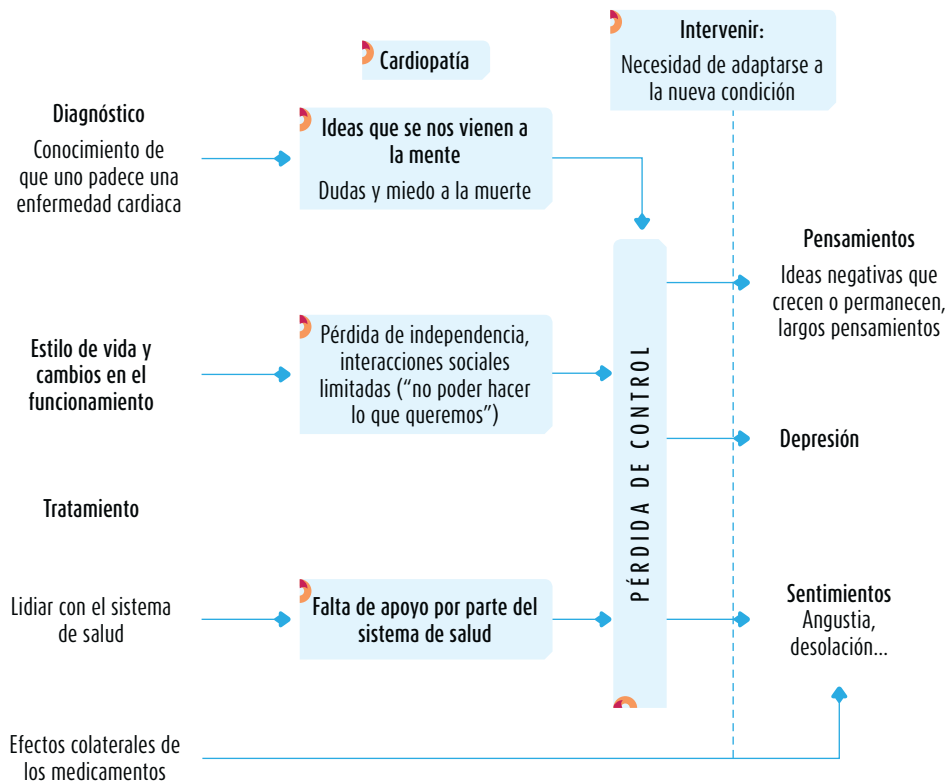 Cardiopatía
Intervenir:
Necesidad de adaptarse a
la nueva condición
Diagnóstico
Conocimiento de
que uno padece una
enfermedad cardiaca
Ideas que se nos vienen a
la mente
Dudas y miedo a la muerte
Estilo de vida y
cambios en el
funcionamiento
Pérdida de independencia,
interacciones sociales
limitadas (“no poder hacer
lo que queremos”)
Tratamiento
Lidiar con el sistema
de salud
Falta de apoyo por parte del
sistema de salud
Efectos colaterales de
los medicamentos
PÉRDIDA DE CONTROL
Pensamientos
Ideas negativas que
crecen o permanecen,
largos pensamientos
Depresión
Sentimientos
Angustia,
desolación...